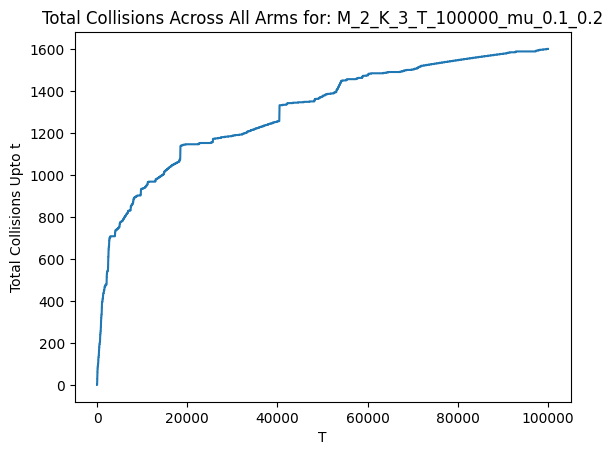 Total Collisions Across All Arms for: M_2_K_3_T_100000_mu_0.1_0.2
1600
1400
1200
1000
800
600
400
200
0
Total Collisions Upto t
0 20000 40000 60000 80000 100000
T